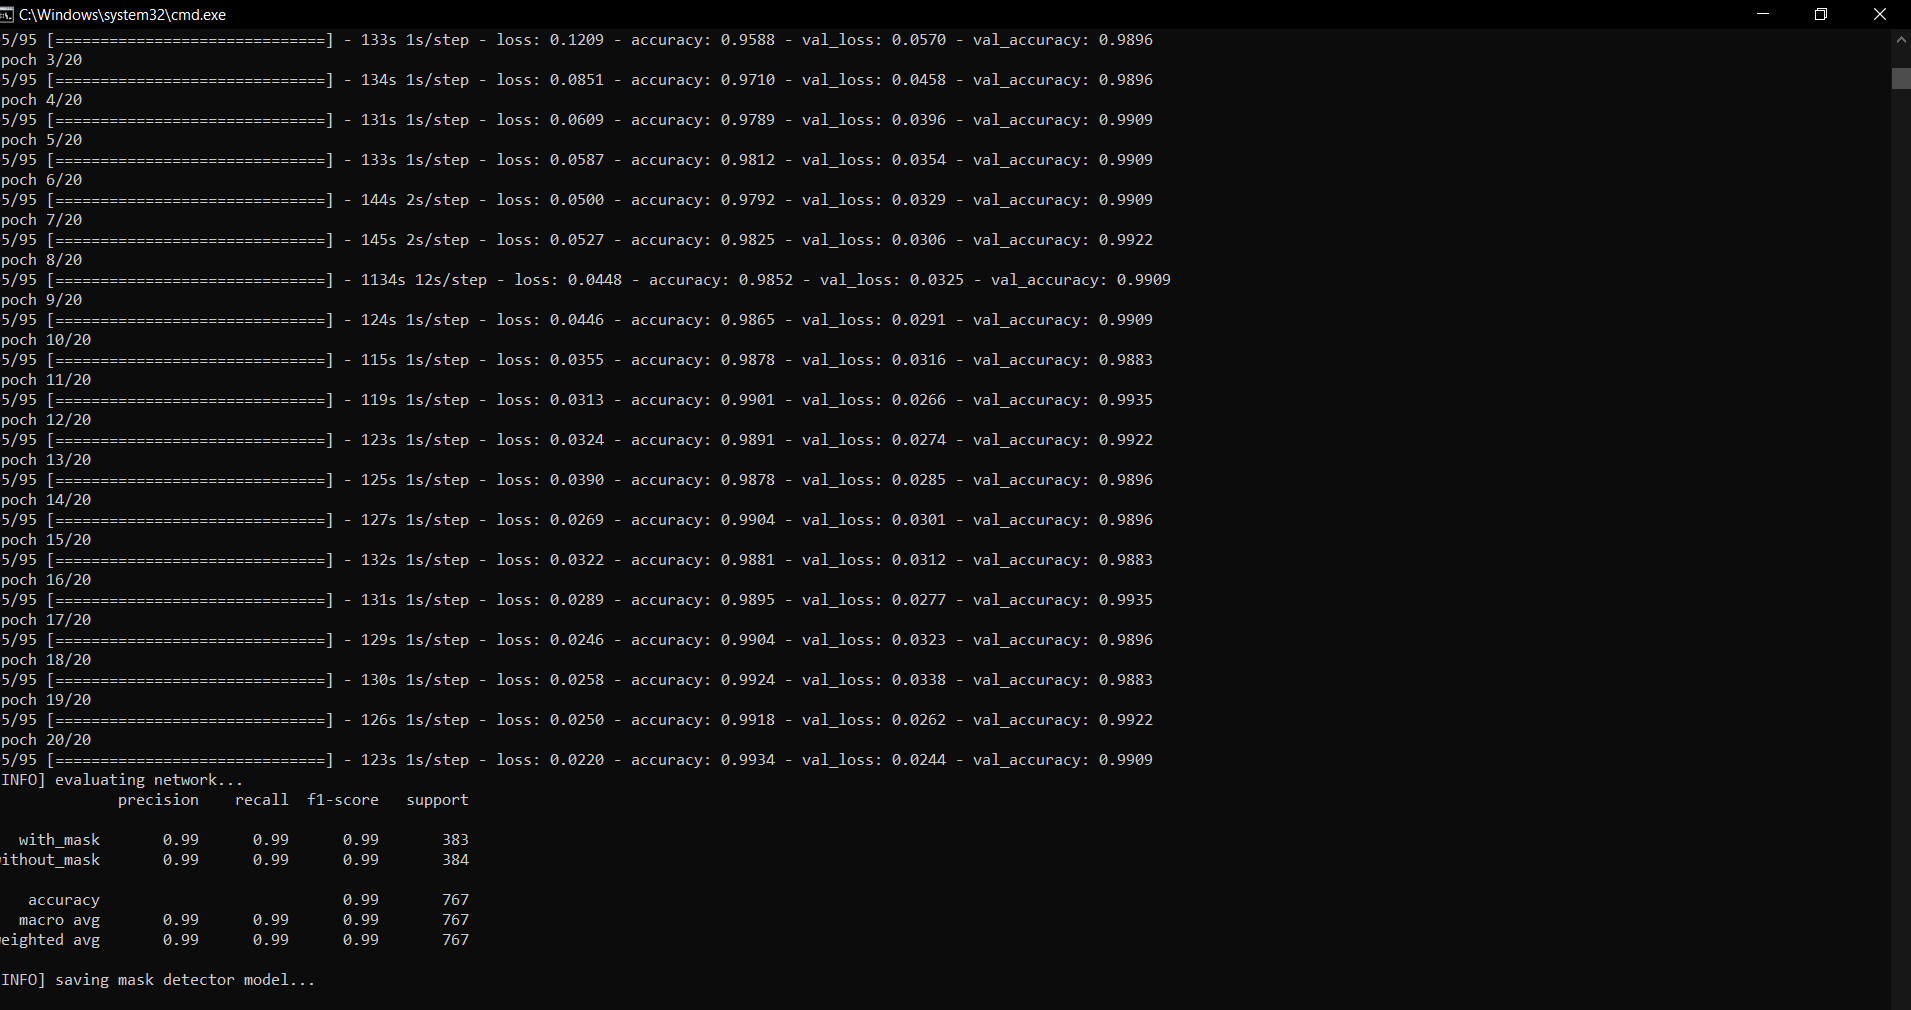 C:\Windows\system32\cmd.exe
5/95 [==============================] - 133s 1s/step - loss: 0.1209 - accuracy: 0.9588 - val_loss: 0.0570 - val_accuracy: 0.9896
poch 3/20
5/95 [==============================] - 134s 1s/step - loss: 0.0851 - accuracy: 0.9710 - val_loss: 0.0458 - val_accuracy: 0.9896
poch 4/20
5/95 [==============================] - 131s 1s/step - loss: 0.0609 - accuracy: 0.9789 - val_loss: 0.0396 - val_accuracy: 0.9909
poch 5/20
5/95 [==============================] - 133s 1s/step - loss: 0.0587 - accuracy: 0.9812 - val_loss: 0.0354 - val_accuracy: 0.9909
poch 6/20
5/95 [==============================] - 144s 2s/step - loss: 0.0500 - accuracy: 0.9792 - val_loss: 0.0329 - val_accuracy: 0.9909
poch 7/20
5/95 [==============================] - 145s 2s/step - loss: 0.0527 - accuracy: 0.9825 - val_loss: 0.0306 - val_accuracy: 0.9922
poch 8/20
5/95 [==============================] - 1134s 12s/step - loss: 0.0448 - accuracy: 0.9852 - val_loss: 0.0325 - val_accuracy: 0.9909
poch 9/20
5/95 [==============================] - 124s 1s/step - loss: 0.0446 - accuracy: 0.9865 - val_loss: 0.0291 - val_accuracy: 0.9909
poch 10/20
5/95 [==============================] - 115s 1s/step - loss: 0.0355 - accuracy: 0.9878 - val_loss: 0.0316 - val_accuracy: 0.9883
poch 11/20
5/95 [==============================] - 119s 1s/step - loss: 0.0313 - accuracy: 0.9901 - val_loss: 0.0266 - val_accuracy: 0.9935
poch 12/20
5/95 [==============================] - 123s 1s/step - loss: 0.0324 - accuracy: 0.9891 - val_loss: 0.0274 - val_accuracy: 0.9922
poch 13/20
5/95 [==============================] - 125s 1s/step - loss: 0.0390 - accuracy: 0.9878 - val_loss: 0.0285 - val_accuracy: 0.9896
poch 14/20
5/95 [==============================] - 127s 1s/step - loss: 0.0269 - accuracy: 0.9904 - val_loss: 0.0301 - val_accuracy: 0.9896
poch 15/20
5/95 [==============================] - 132s 1s/step - loss: 0.0322 - accuracy: 0.9881 - val_loss: 0.0312 - val_accuracy: 0.9883
poch 16/20
5/95 [==============================] - 131s 1s/step - loss: 0.0289 - accuracy: 0.9895 - val_loss: 0.0277 - val_accuracy: 0.9935
poch 17/20
5/95 [==============================] - 129s 1s/step - loss: 0.0246 - accuracy: 0.9904 - val_loss: 0.0323 - val_accuracy: 0.9896
poch 18/20
5/95 [==============================] - 130s 1s/step - loss: 0.0258 - accuracy: 0.9924 - val_loss: 0.0338 - val_accuracy: 0.9883
poch 19/20
5/95 [==============================] - 126s 1s/step - loss: 0.0250 - accuracy: 0.9918 - val_loss: 0.0262 - val_accuracy: 0.9922
poch 20/20
5/95 [==============================] - 123s 1s/step - loss: 0.0220 - accuracy: 0.9934 - val_loss: 0.0244 - val_accuracy: 0.9909
INFO] evaluating network...
precision recall f1-score support
with_mask 0.99 0.99 0.99 383
ithout_mask 0.99 0.99 0.99 384
accuracy 0.99 767
macro avg 0.99 0.99 0.99 767
eighted avg 0.99 0.99 0.99 767
INFO] saving mask detector model...